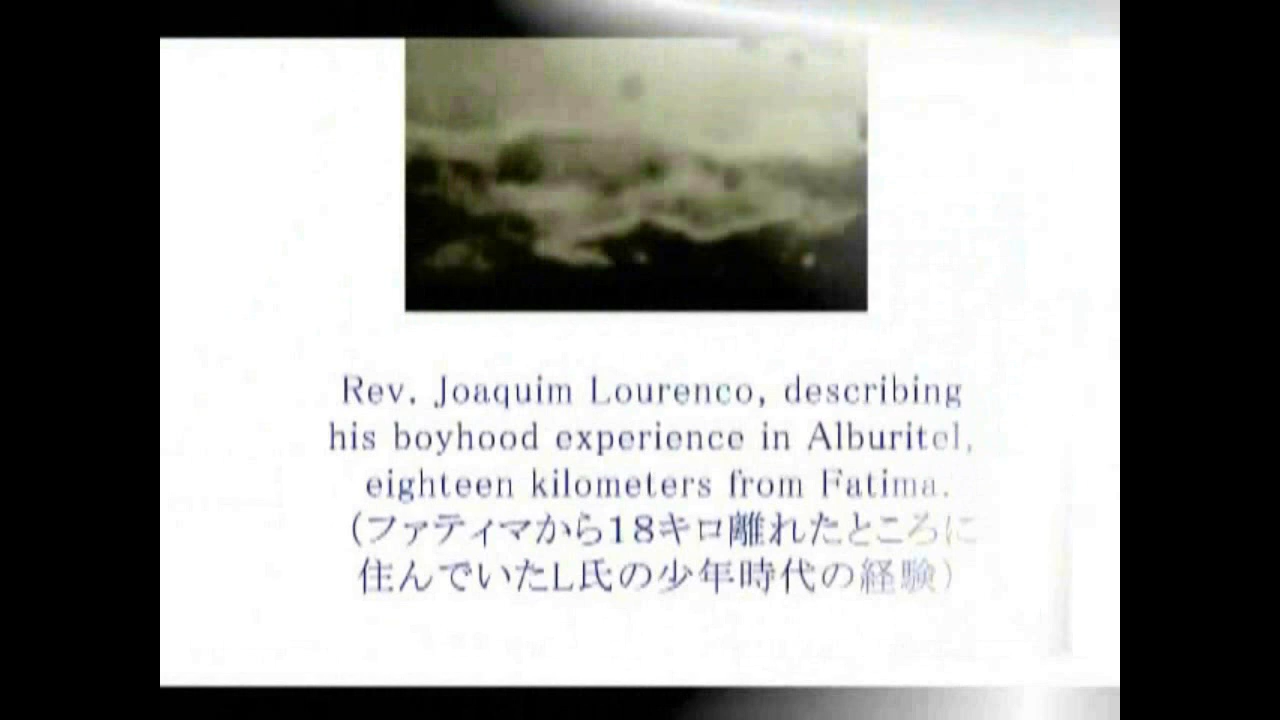 Rev. Joaquim Lourenco, describing
his boyhood experience in Alburitel,
eighteen kilometers from Fatima.
(ファティマから18キロ離れたところに
住んでいたL氏の少年時代の経験)